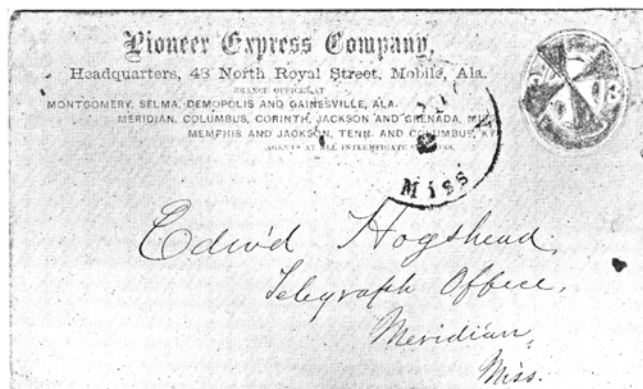 Pioneer Express Company,
Headquarters, 43 North Royal Street, Mobile, Ala.
BRANCH OFFICES AT
MONTGOMERY, SELMA, DEMOPOLIS AND GAINESVILLE, ALA.
MERIDIAN, COLUMBUS, CORINTH, JACKSON AND GRENADA, MISS.
MEMPHIS AND JACKSON, TENN. AND COLUMBUS, KY.
AGENTS AT ALL INTERMEDIATE STATIONS.
MISS
Edwd Hogshead,
Telegraph Office,
Meridian,
Miss.